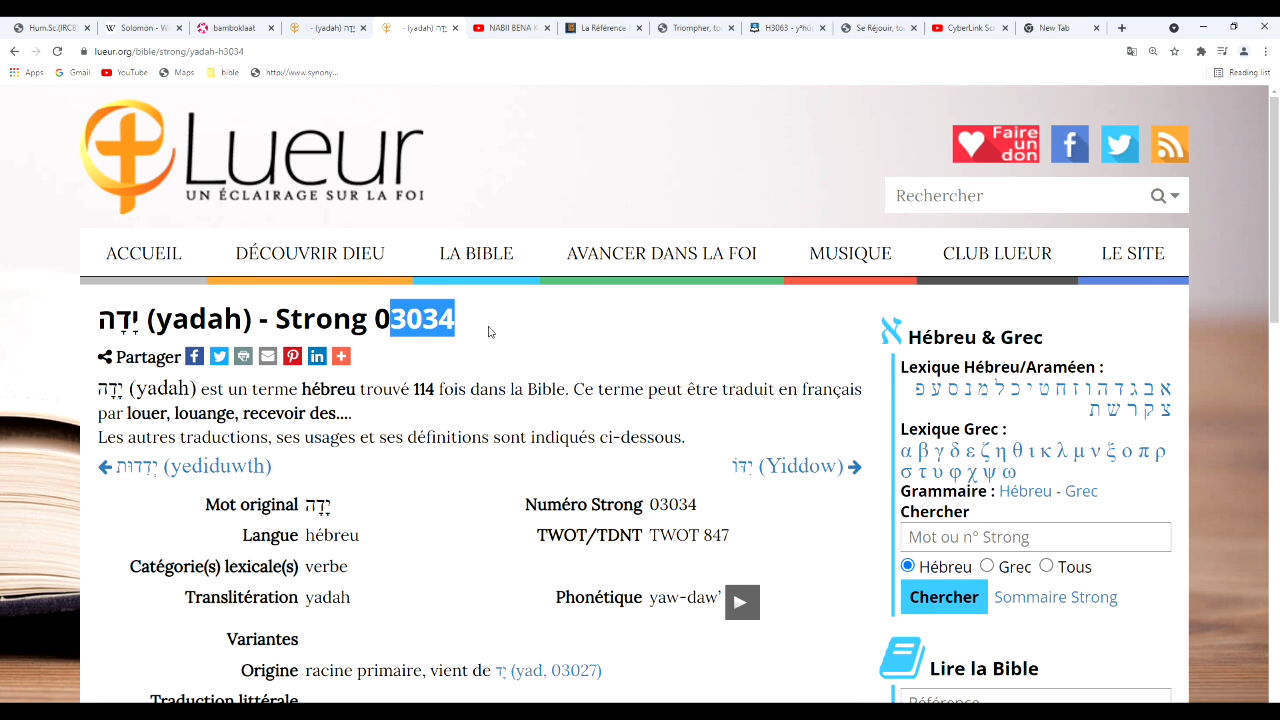 Hum.Sc.(IRCB)
Solomon - W
bamboklaat
- יָדָה (yadah)
- יָדָה (yadah)
NABIL BENA
La Référence
Triompher, to
H3063 - yᵉhû
Se Réjouir, to
CyberLink Scr
New Tab
lueur.org/bible/strong/yadah-h3034
Apps
Gmail
YouTube
Maps
bible
http://www.synony...
Reading list
Lueur
UN ÉCLAIRAGE SUR LA FOI
Faire un don
Rechercher
ACCUEIL
DÉCOUVRIR DIEU
LA BIBLE
AVANCER DANS LA FOI
MUSIQUE
CLUB LUEUR
LE SITE
יָדָה (yadah) - Strong 03034
Partager
יָדָה (yadah) est un terme hébreu trouvé 114 fois dans la Bible. Ce terme peut être traduit en français
par louer, louange, recevoir des....
Les autres traductions, ses usages et ses définitions sont indiqués ci-dessous.
יְדִדוּת (yediduwth)
יִדּוֹ (Yiddow)
Mot original יָדָה
Numéro Strong 03034
Langue hébreu
TWOT/TDNT TWOT 847
Catégorie(s) lexicale(s) verbe
Translitération yadah
Phonétique yaw-daw’
Variantes
Origine racine primaire, vient de יָד (yad, 03027)
Traduction littérale
Hébreu & Grec
Lexique Hébreu/Araméen :
א ב ג ד ה ו ז ח ט י כ ל מ נ ס ע פ
צ ק ר ש ת
Lexique Grec :
α β γ δ ε ζ η θ ι κ λ μ ν ξ ο π ρ
σ τ υ φ χ ψ ω
Grammaire : Hébreu - Grec
Chercher
Mot ou n° Strong
Hébreu Grec Tous
Chercher Sommaire Strong
Lire la Bible
Référence